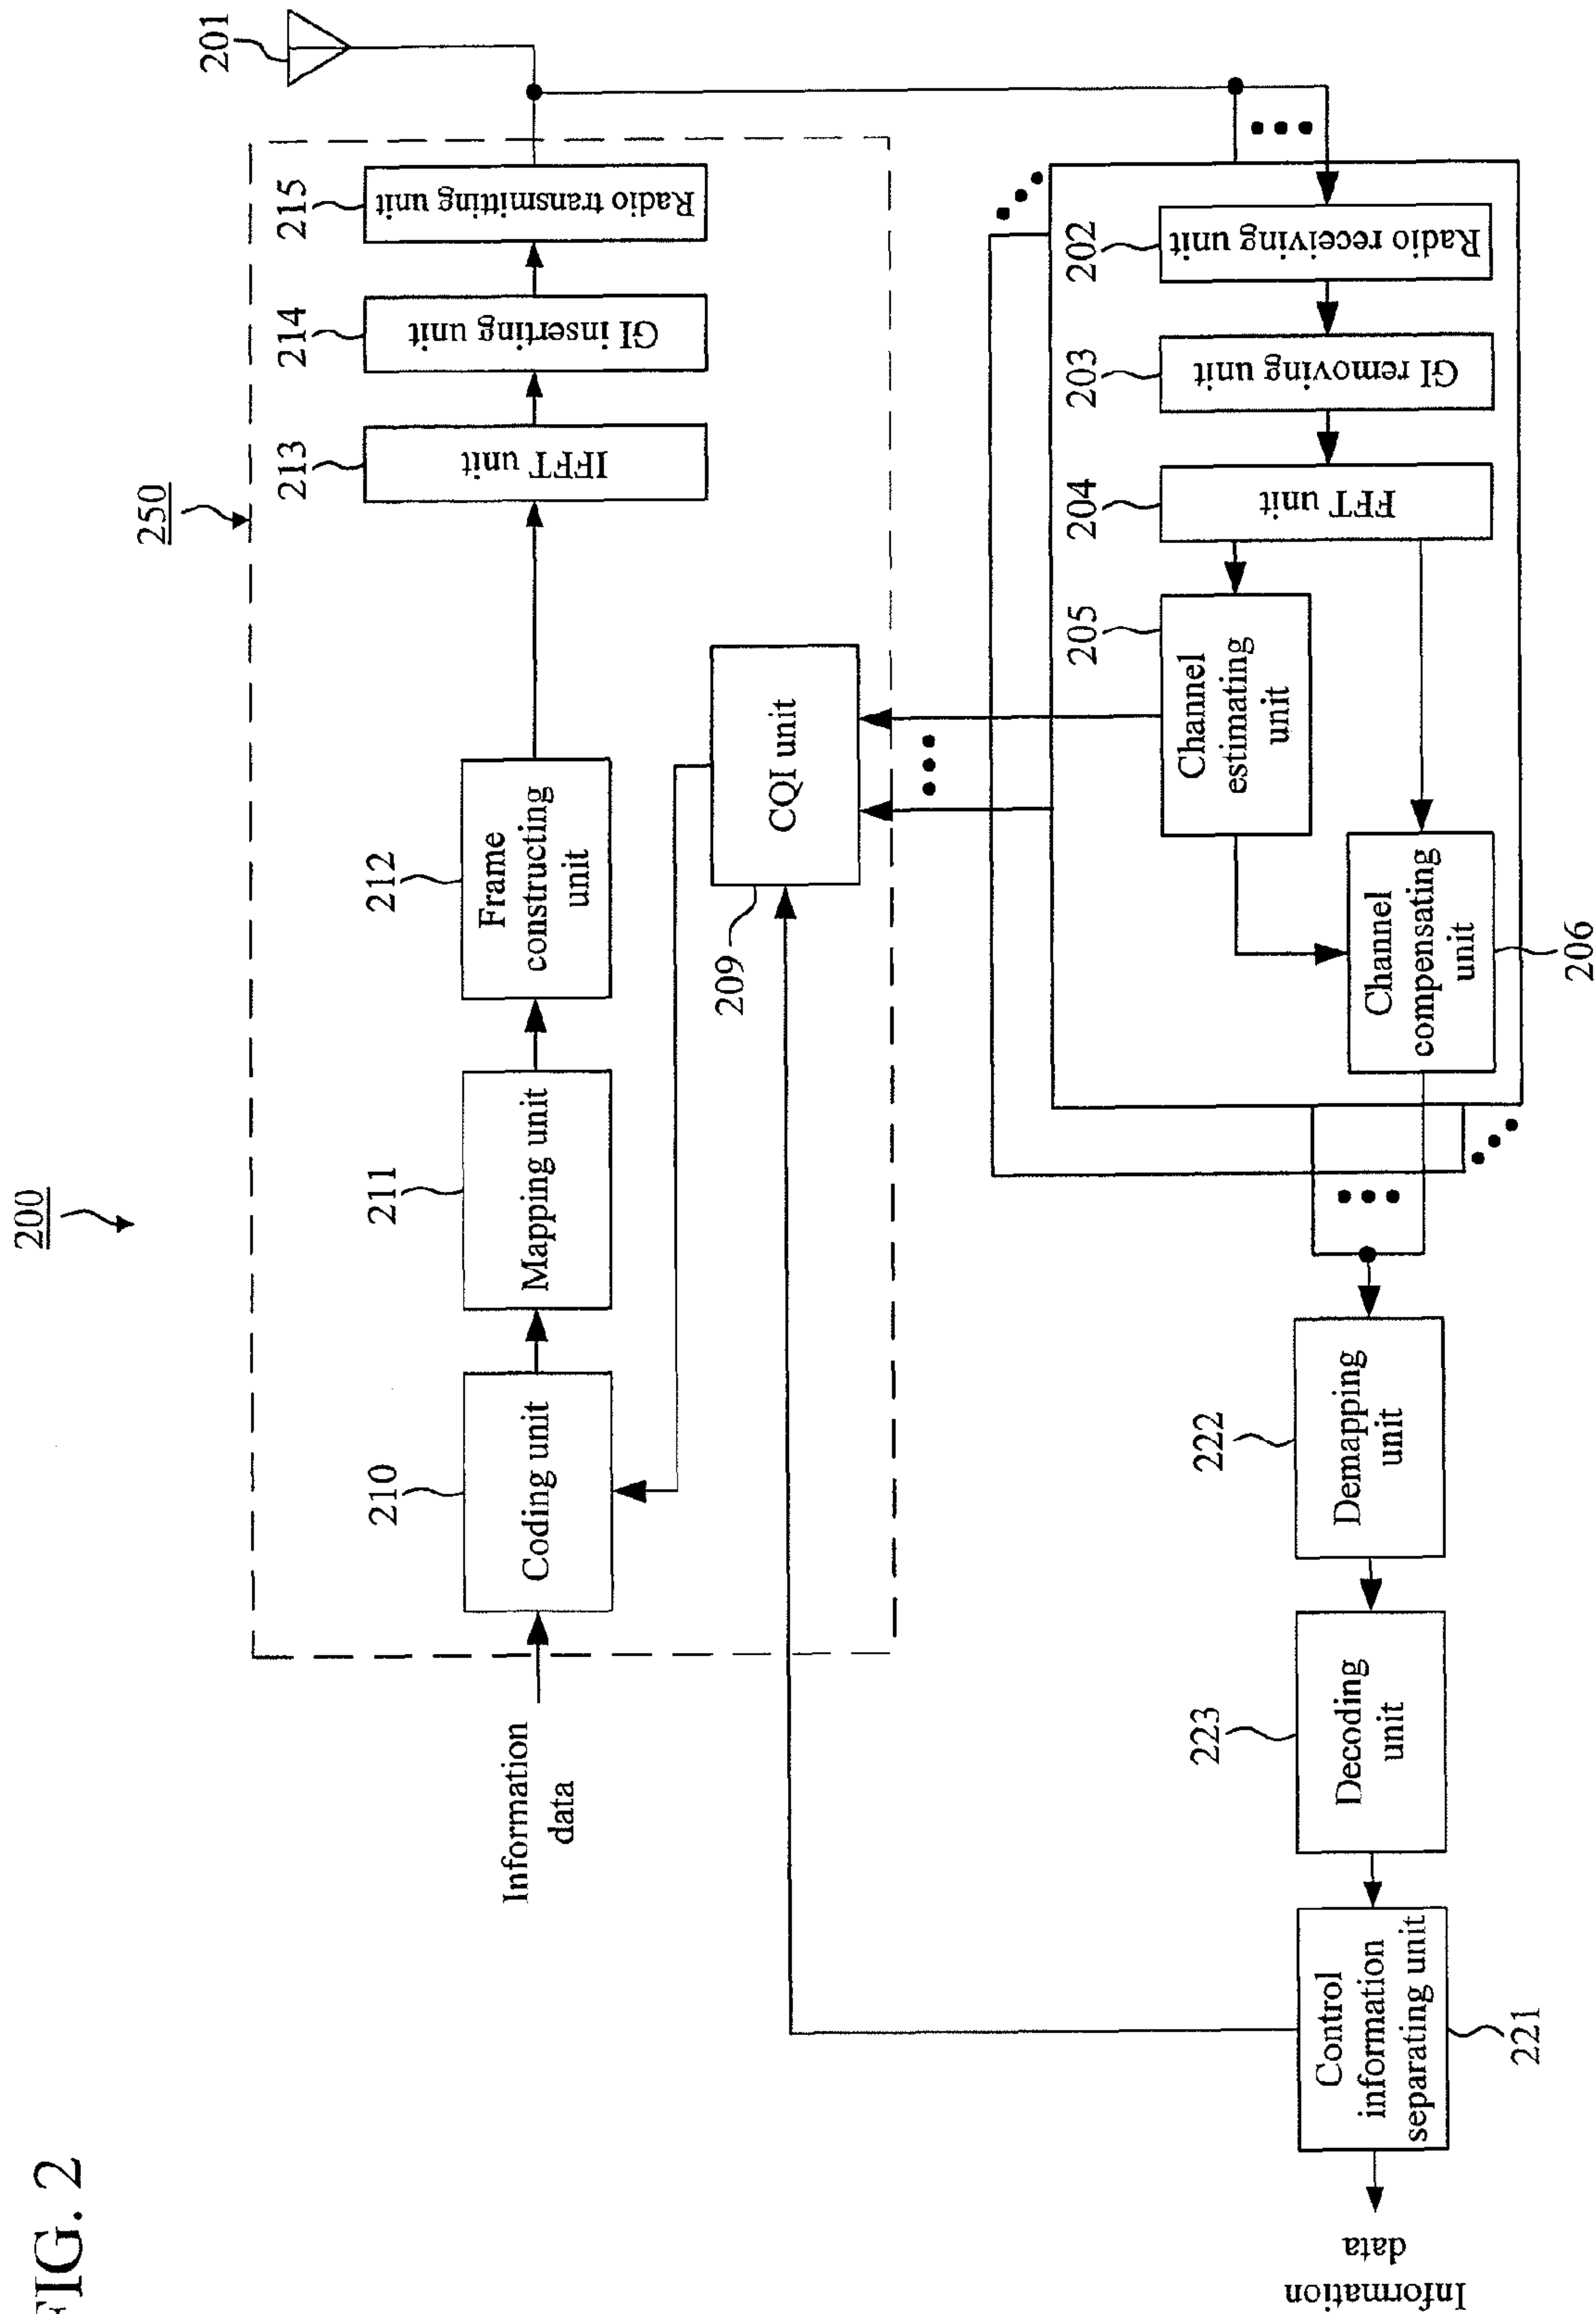 FIG. 2
200
250
201
Information
data
210
Coding unit
211
Mapping unit
212
Frame
constructing
unit
213
IFFT unit
214
GI inserting unit
215
Radio transmitting unit
209
CQI unit
202
Radio receiving unit
203
GI removing unit
204
FFT unit
205
Channel
estimating
unit
Channel
compensating
unit
206
222
Demapping
unit
223
Decoding
unit
Control
information
separating unit
221
Information
data